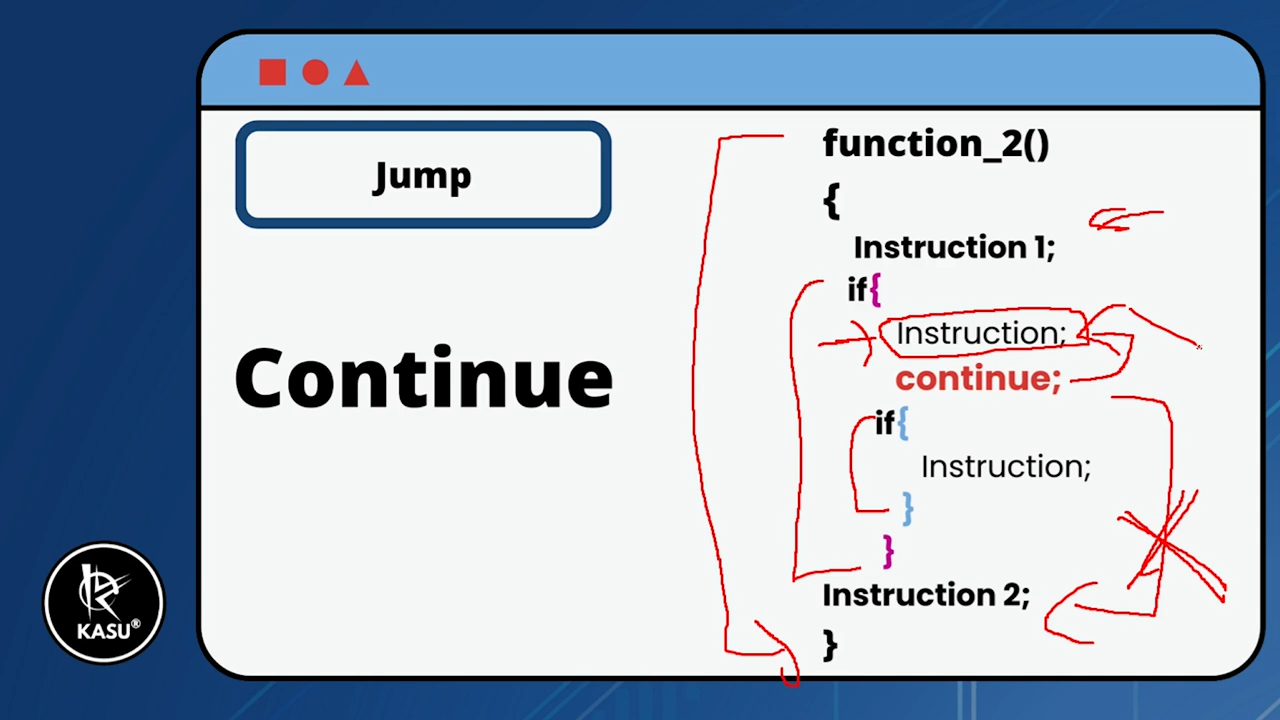 Jump
Continue
function_2()
{
Instruction 1;
if{
Instruction;
continue;
if{
Instruction;
}
}
Instruction 2;
}
KASU®